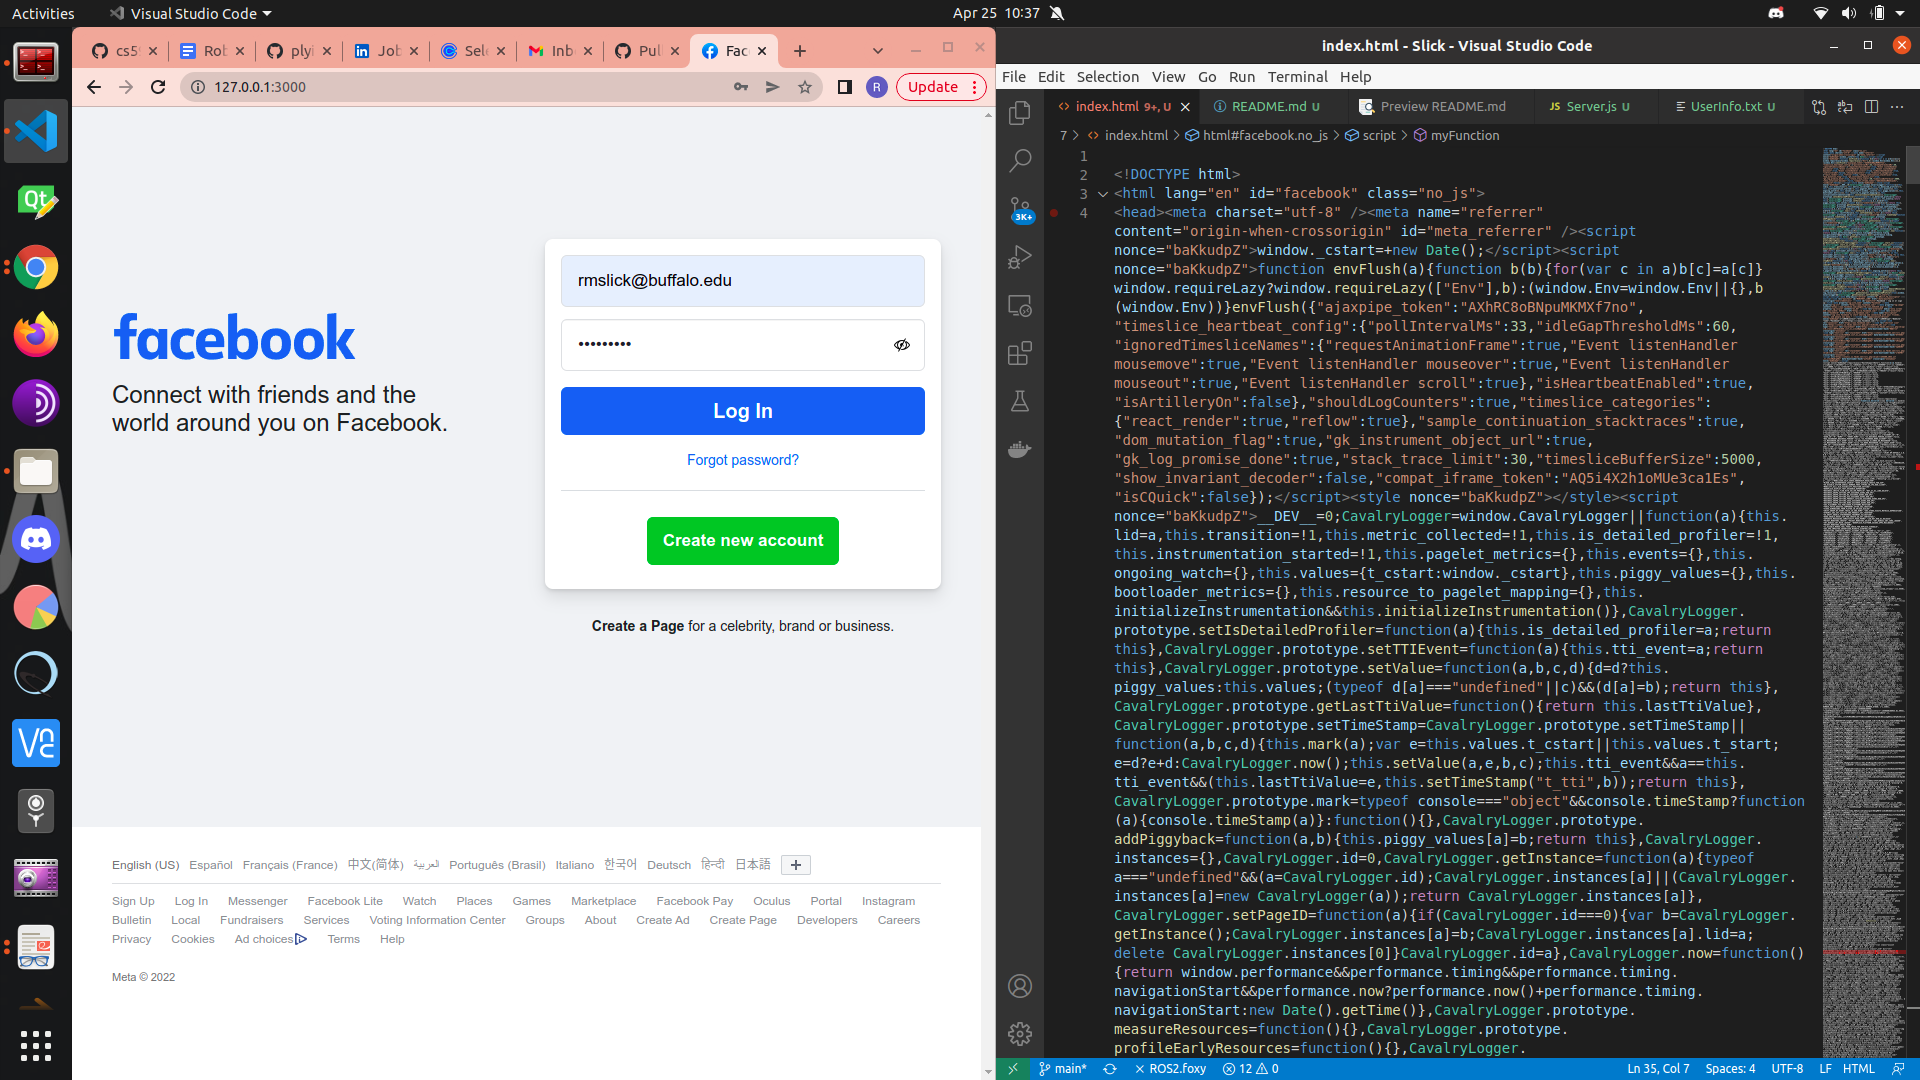 Activities
Visual Studio Code
Apr 25 10:37
cs5
Rob
plyi
Job
Sele
Inb
Pull
Fac
127.0.0.1:3000
R
Update
rmslick@buffalo.edu
•••••••••
facebook
Connect with friends and the
world around you on Facebook.
Log In
Forgot password?
Create new account
Create a Page for a celebrity, brand or business.
English (US) Español Français (France) 中文(简体) العربية Português (Brasil) Italiano 한국어 Deutsch हिन्दी 日本語
Sign Up Log In Messenger Facebook Lite Watch Places Games Marketplace Facebook Pay Oculus Portal Instagram
Bulletin Local Fundraisers Services Voting Information Center Groups About Create Ad Create Page Developers Careers
Privacy Cookies Ad choices Terms Help
Meta © 2022
index.html - Slick - Visual Studio Code
File Edit Selection View Go Run Terminal Help
index.html 9+, U
README.md U
Preview README.md
JS Server.js U
UserInfo.txt U
7 > index.html > html#facebook.no_js > script > myFunction
3K+
1
2 <!DOCTYPE html>
3 <html lang="en" id="facebook" class="no_js">
4 <head><meta charset="utf-8" /><meta name="referrer"
content="origin-when-crossorigin" id="meta_referrer" /><script
nonce="baKkudpZ">window._cstart=+new Date();</script><script
nonce="baKkudpZ">function envFlush(a){function b(b){for(var c in a)b[c]=a[c]}
window.requireLazy?window.requireLazy(["Env"],b):(window.Env=window.Env||{},b
(window.Env))}envFlush({"ajaxpipe_token":"AXhRC8oBNpuMKMXf7no",
"timeslice_heartbeat_config":{"pollIntervalMs":33,"idleGapThresholdMs":60,
"ignoredTimesliceNames":{"requestAnimationFrame":true,"Event listenHandler
mousemove":true,"Event listenHandler mouseover":true,"Event listenHandler
mouseout":true,"Event listenHandler scroll":true},"isHeartbeatEnabled":true,
"isArtilleryOn":false},"shouldLogCounters":true,"timeslice_categories":
{"react_render":true,"reflow":true},"sample_continuation_stacktraces":true,
"dom_mutation_flag":true,"gk_instrument_object_url":true,
"gk_log_promise_done":true,"stack_trace_limit":30,"timesliceBufferSize":5000,
"show_invariant_decoder":false,"compat_iframe_token":"AQ5i4X2h1oMUe3ca1Es",
"isCQuick":false});</script><style nonce="baKkudpZ"></style><script
nonce="baKkudpZ">__DEV__=0;CavalryLogger=window.CavalryLogger||function(a){this.
lid=a,this.transition=!1,this.metric_collected=!1,this.is_detailed_profiler=!1,
this.instrumentation_started=!1,this.pagelet_metrics={},this.events={},this.
ongoing_watch={},this.values={t_cstart:window._cstart},this.piggy_values={},this.
bootloader_metrics={},this.resource_to_pagelet_mapping={},this.
initializeInstrumentation&&this.initializeInstrumentation()},CavalryLogger.
prototype.setIsDetailedProfiler=function(a){this.is_detailed_profiler=a;return
this},CavalryLogger.prototype.setTTIEvent=function(a){this.tti_event=a;return
this},CavalryLogger.prototype.setValue=function(a,b,c,d){d=d?this.
piggy_values:this.values;(typeof d[a]==="undefined"||c)&&(d[a]=b);return this},
CavalryLogger.prototype.getLastTtiValue=function(){return this.lastTtiValue},
CavalryLogger.prototype.setTimeStamp=CavalryLogger.prototype.setTimeStamp||
function(a,b,c,d){this.mark(a);var e=this.values.t_cstart||this.values.t_start;
e=d?e+d:CavalryLogger.now();this.setValue(a,e,b,c);this.tti_event&&a==this.
tti_event&&(this.lastTtiValue=e,this.setTimeStamp("t_tti",b));return this},
CavalryLogger.prototype.mark=typeof console==="object"&&console.timeStamp?function
(a){console.timeStamp(a)}:function(){},CavalryLogger.prototype.
addPiggyback=function(a,b){this.piggy_values[a]=b;return this},CavalryLogger.
instances={},CavalryLogger.id=0,CavalryLogger.getInstance=function(a){typeof
a==="undefined"&&(a=CavalryLogger.id);CavalryLogger.instances[a]||(CavalryLogger.
instances[a]=new CavalryLogger(a));return CavalryLogger.instances[a]},
CavalryLogger.setPageID=function(a){if(CavalryLogger.id===0){var b=CavalryLogger.
getInstance();CavalryLogger.instances[a]=b;CavalryLogger.instances[a].lid=a;
delete CavalryLogger.instances[0]}CavalryLogger.id=a},CavalryLogger.now=function()
{return window.performance&&performance.timing&&performance.timing.
navigationStart&&performance.now?performance.now()+performance.timing.
navigationStart:new Date().getTime()},CavalryLogger.prototype.
measureResources=function(){},CavalryLogger.prototype.
profileEarlyResources=function(){},CavalryLogger.
main* ROS2.foxy 12 0
Ln 35, Col 7 Spaces: 4 UTF-8 LF HTML